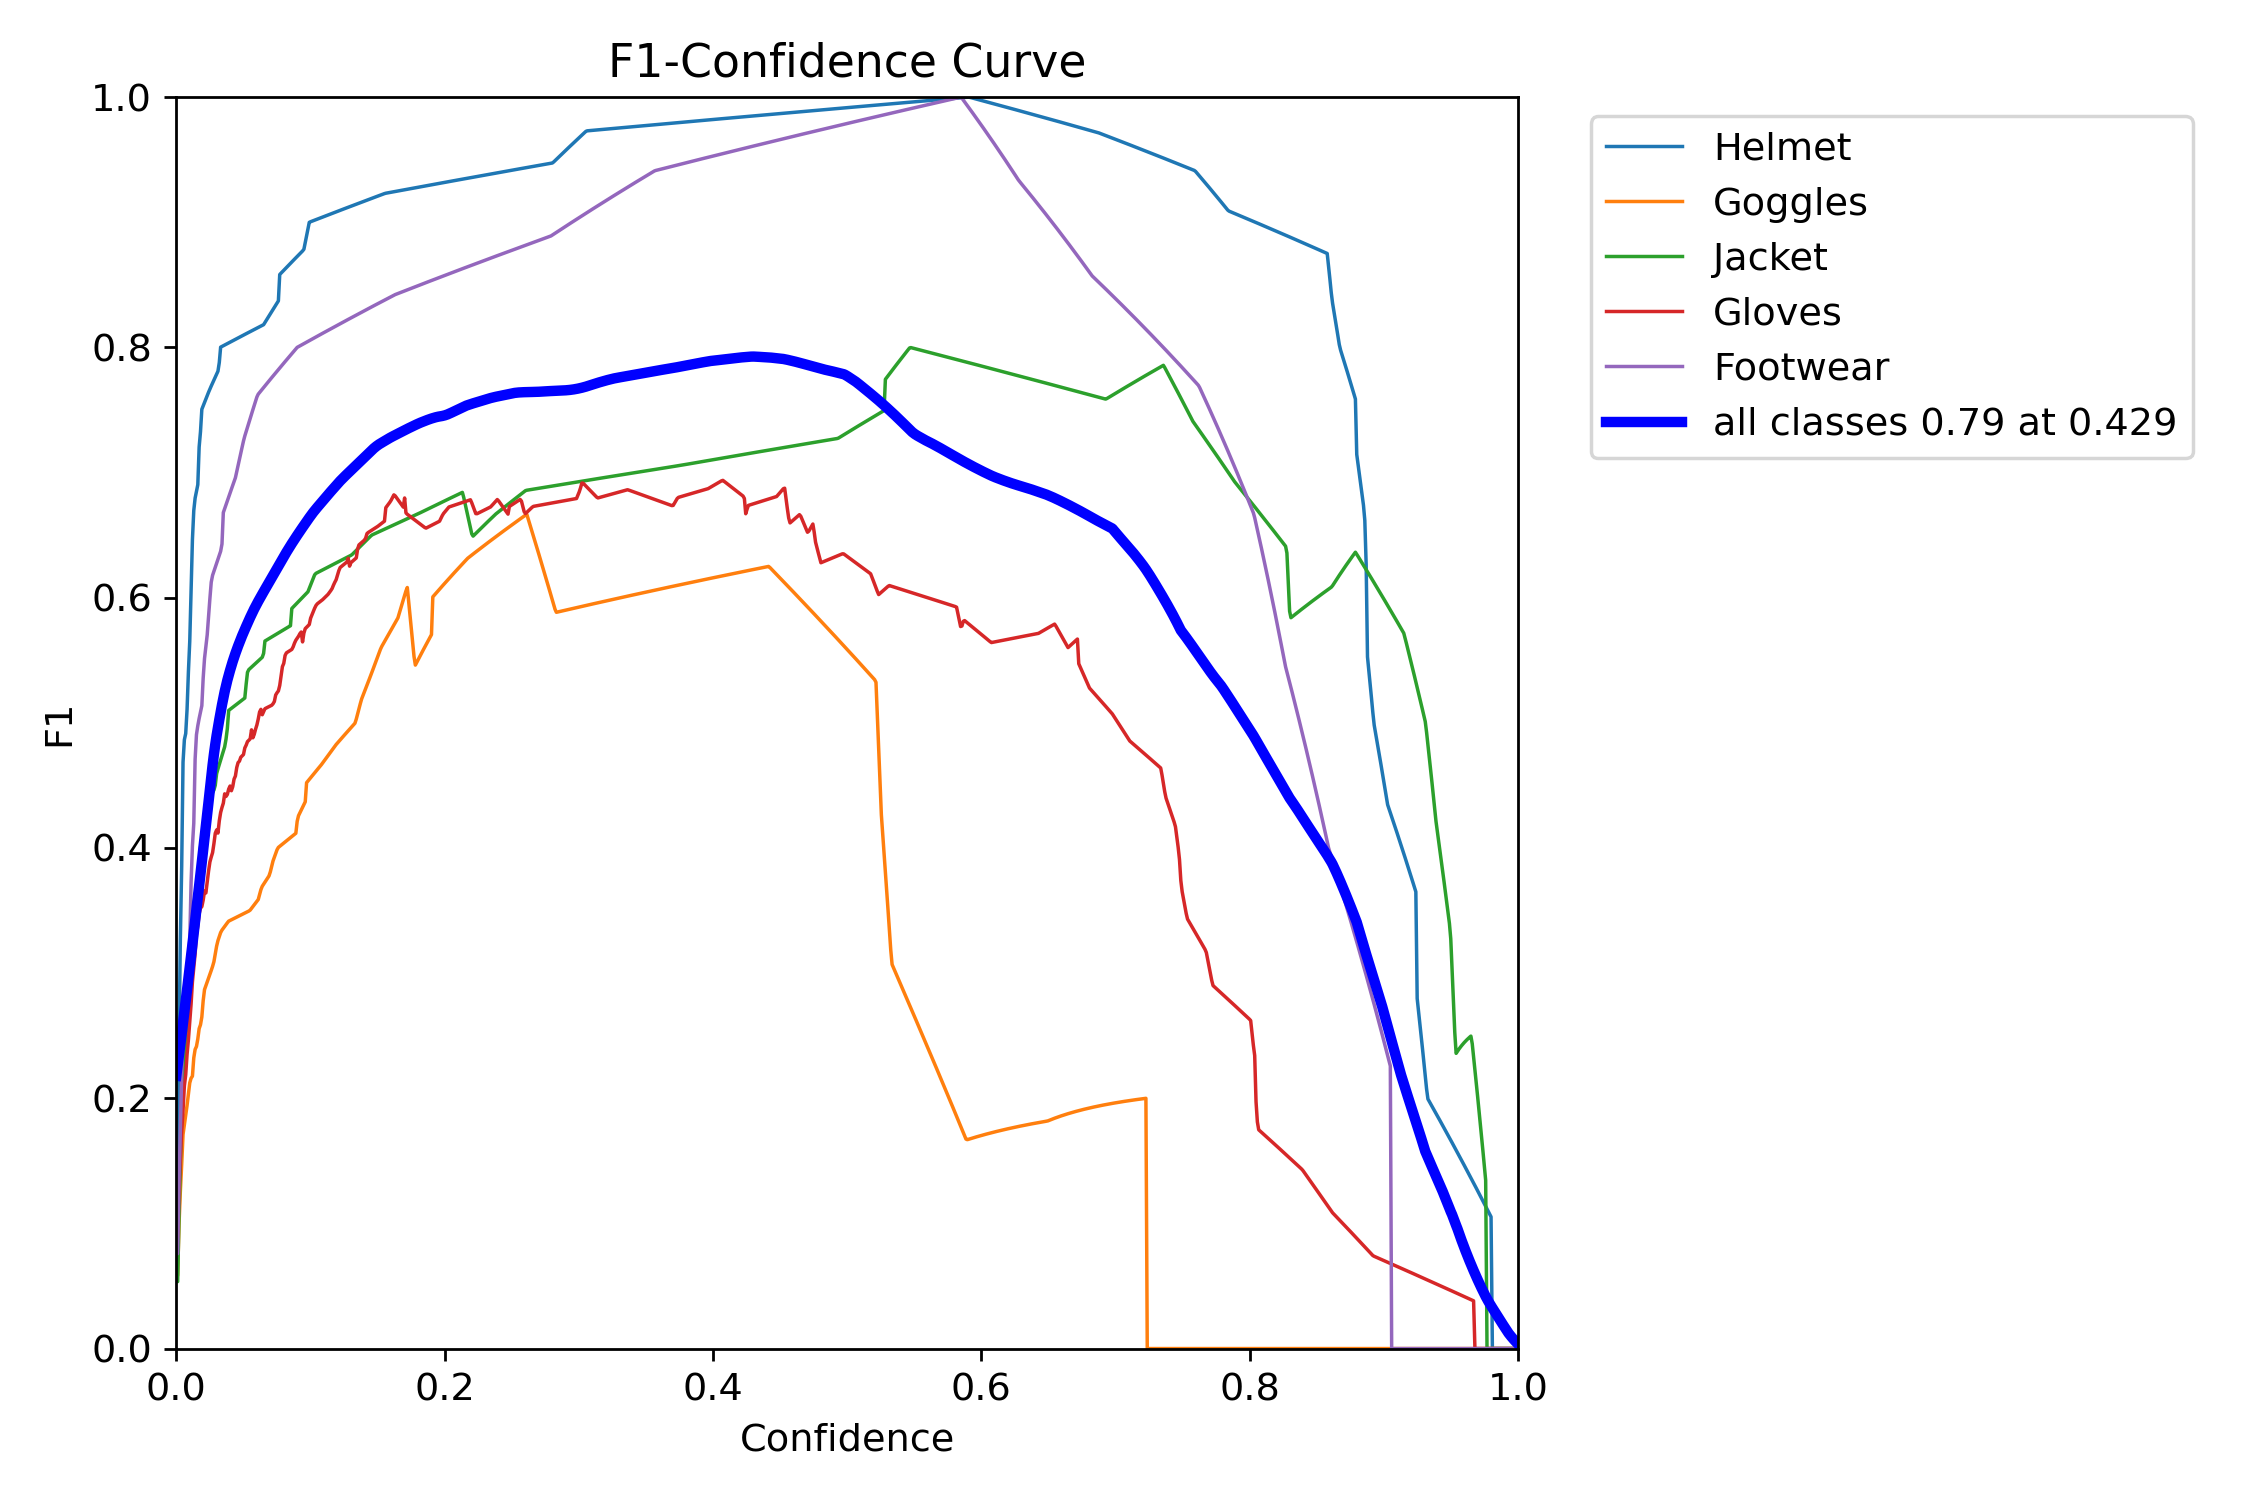 F1-Confidence Curve
1.0
0.8
0.6
0.4
0.2
0.0
F1
0.0 0.2 0.4 0.6 0.8 1.0
Confidence
Helmet
Goggles
Jacket
Gloves
Footwear
all classes 0.79 at 0.429